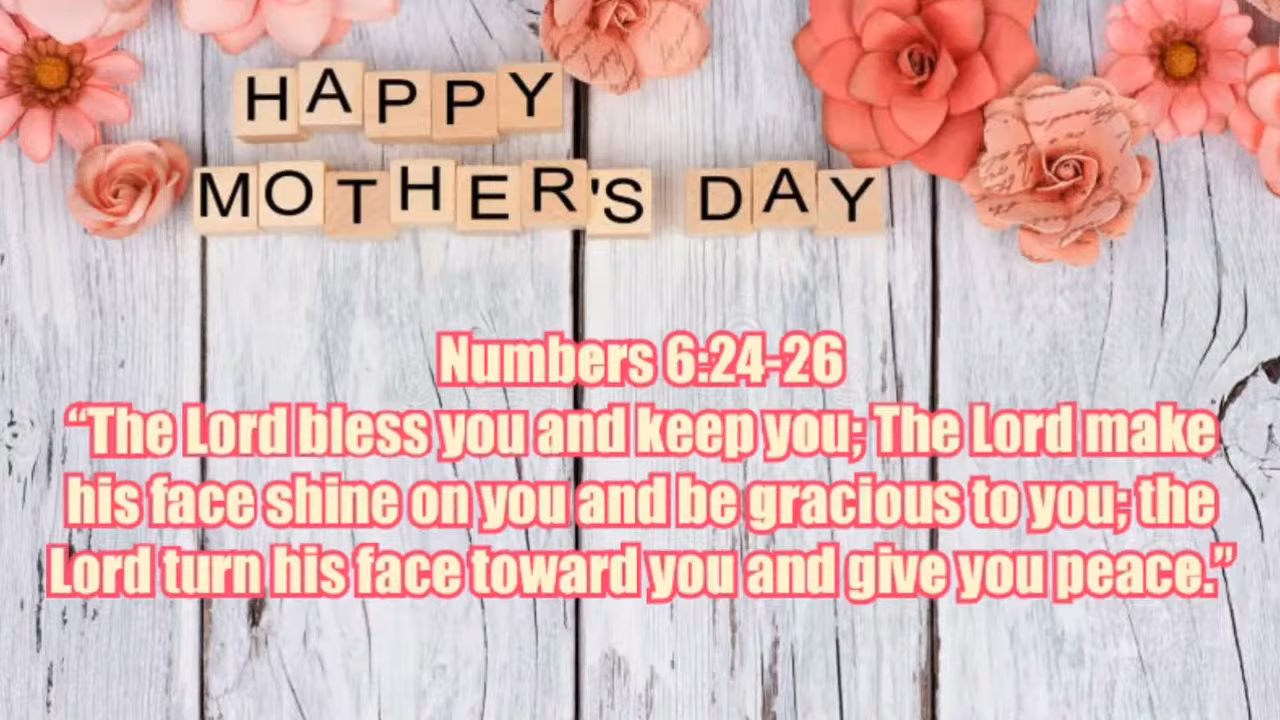 HAPPY
MOTHER'S DAY
Numbers 6:24-26
“The Lord bless you and keep you; The Lord make
his face shine on you and be gracious to you; the
Lord turn his face toward you and give you peace.”